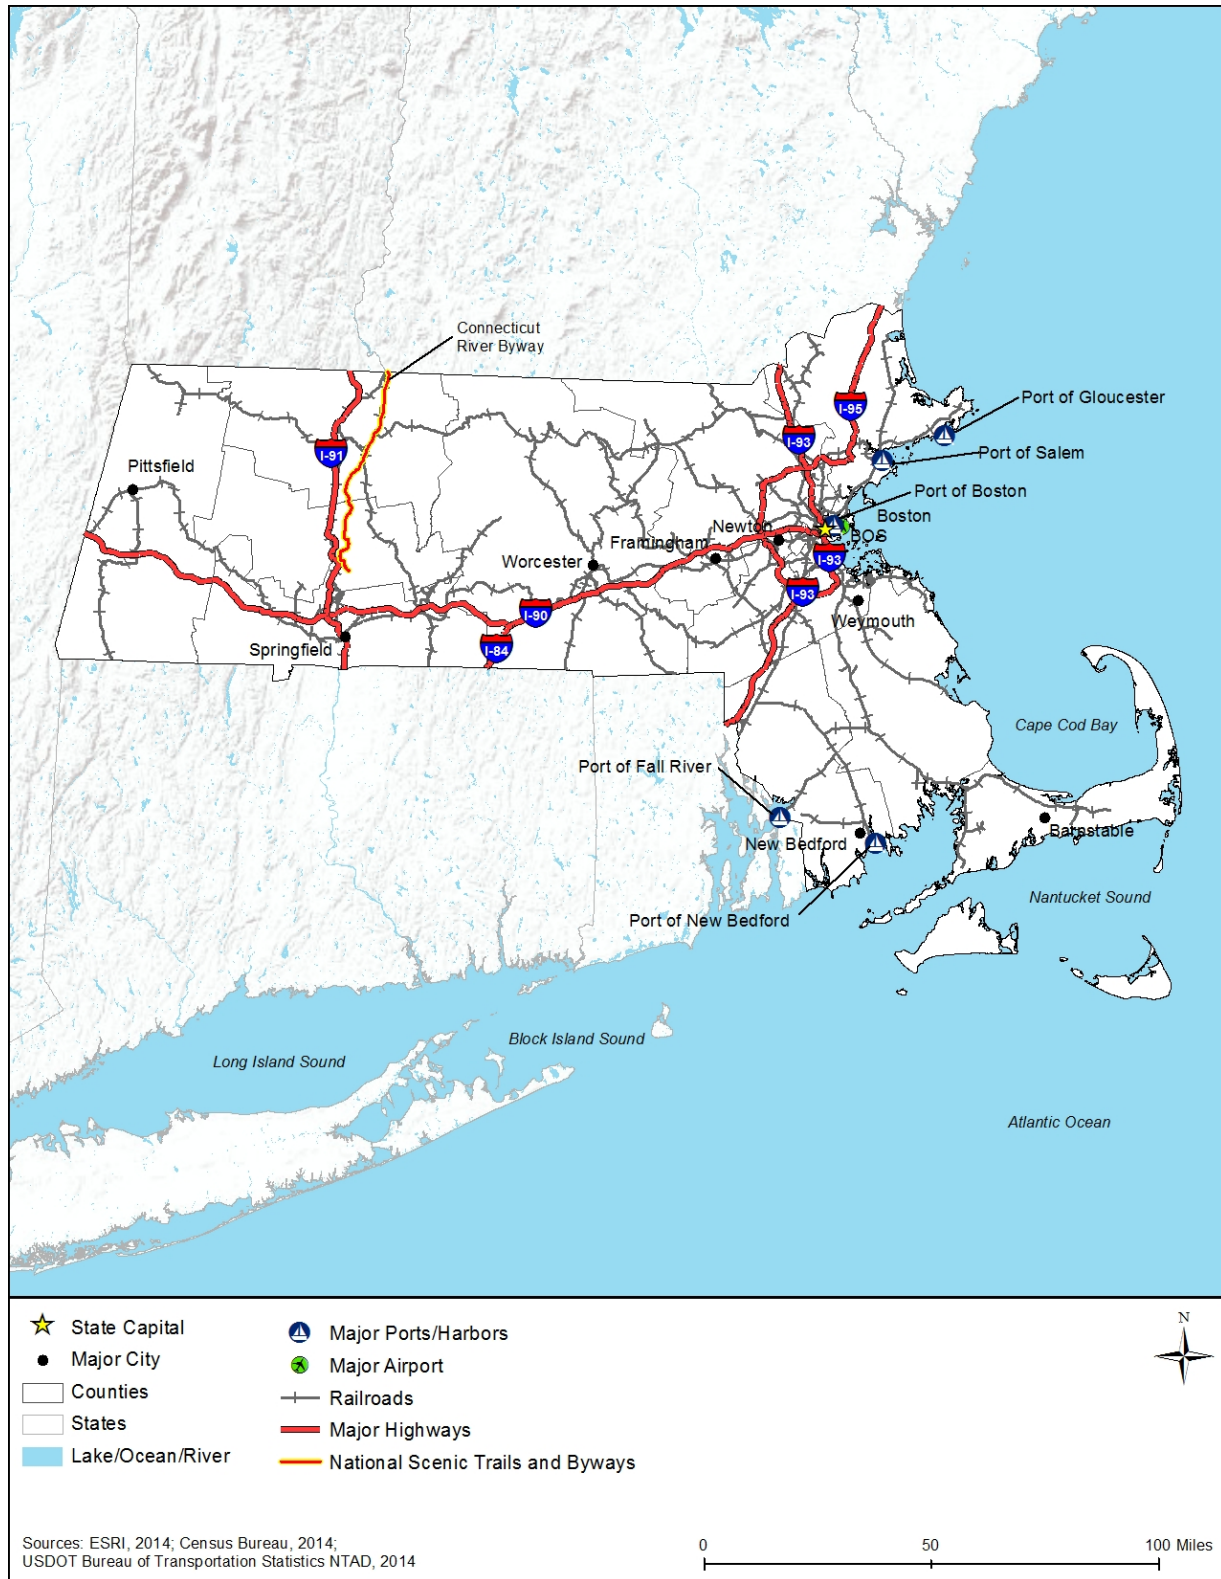 Connecticut
River Byway
Port of Gloucester
I-95
I-93
I-91
Port of Salem
Pittsfield
Port of Boston
Boston
Newton
BOS
Framingham
Worcester
I-93
I-93
I-90
Weymouth
Springfield
I-84
Cape Cod Bay
Port of Fall River
Barnstable
New Bedford
Nantucket Sound
Port of New Bedford
Block Island Sound
Long Island Sound
Atlantic Ocean
State Capital
Major City
Counties
States
Lake/Ocean/River
Major Ports/Harbors
Major Airport
Railroads
Major Highways
National Scenic Trails and Byways
N
Sources: ESRI, 2014; Census Bureau, 2014;
USDOT Bureau of Transportation Statistics NTAD, 2014
0 50 100 Miles